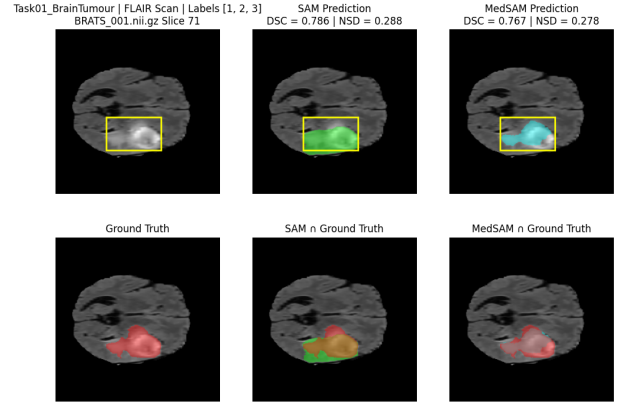 Task01_BrainTumour | FLAIR Scan | Labels [1, 2, 3]
BRATS_001.nii.gz Slice 71
SAM Prediction
DSC = 0.786 | NSD = 0.288
MedSAM Prediction
DSC = 0.767 | NSD = 0.278
Ground Truth
SAM ∩ Ground Truth
MedSAM ∩ Ground Truth